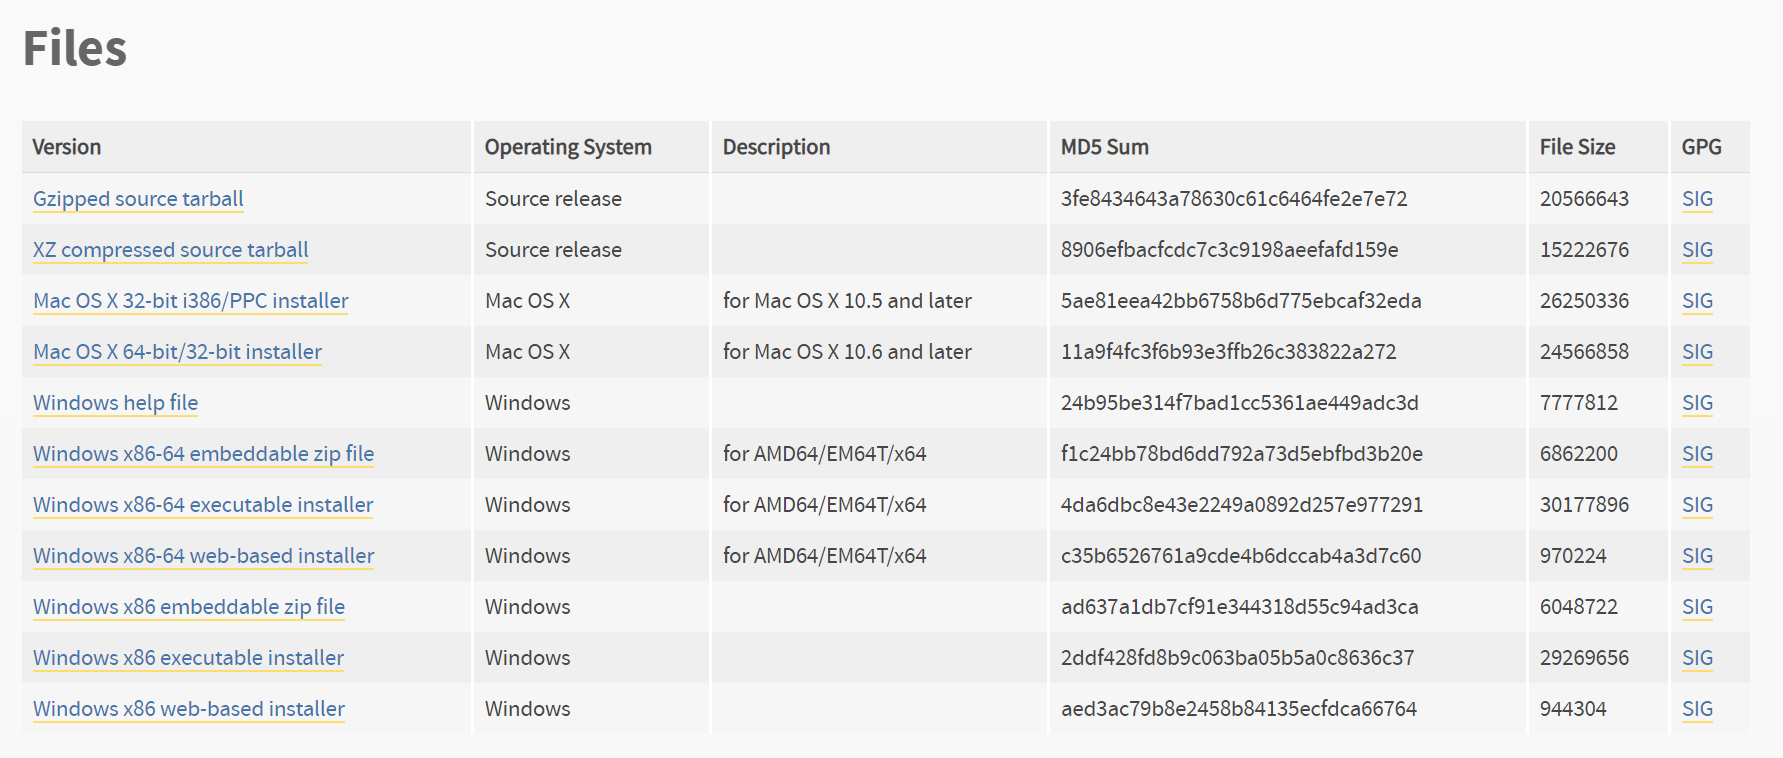 Files
Version Operating System Description MD5 Sum File Size GPG
Gzipped source tarball Source release 3fe8434643a78630c61c6464fe2e7e72 20566643 SIG
XZ compressed source tarball Source release 8906efbacfcdc7c3c9198aeefafd159e 15222676 SIG
Mac OS X 32-bit i386/PPC installer Mac OS X for Mac OS X 10.5 and later 5ae81eea42bb6758b6d775ebcaf32eda 26250336 SIG
Mac OS X 64-bit/32-bit installer Mac OS X for Mac OS X 10.6 and later 11a9f4fc3f6b93e3ffb26c383822a272 24566858 SIG
Windows help file Windows 24b95be314f7bad1cc5361ae449adc3d 7777812 SIG
Windows x86-64 embeddable zip file Windows for AMD64/EM64T/x64 f1c24bb78bd6dd792a73d5ebfbd3b20e 6862200 SIG
Windows x86-64 executable installer Windows for AMD64/EM64T/x64 4da6dbc8e43e2249a0892d257e977291 30177896 SIG
Windows x86-64 web-based installer Windows for AMD64/EM64T/x64 c35b6526761a9cde4b6dccab4a3d7c60 970224 SIG
Windows x86 embeddable zip file Windows ad637a1db7cf91e344318d55c94ad3ca 6048722 SIG
Windows x86 executable installer Windows 2ddf428fd8b9c063ba05b5a0c8636c37 29269656 SIG
Windows x86 web-based installer Windows aed3ac79b8e2458b84135ecfdca66764 944304 SIG